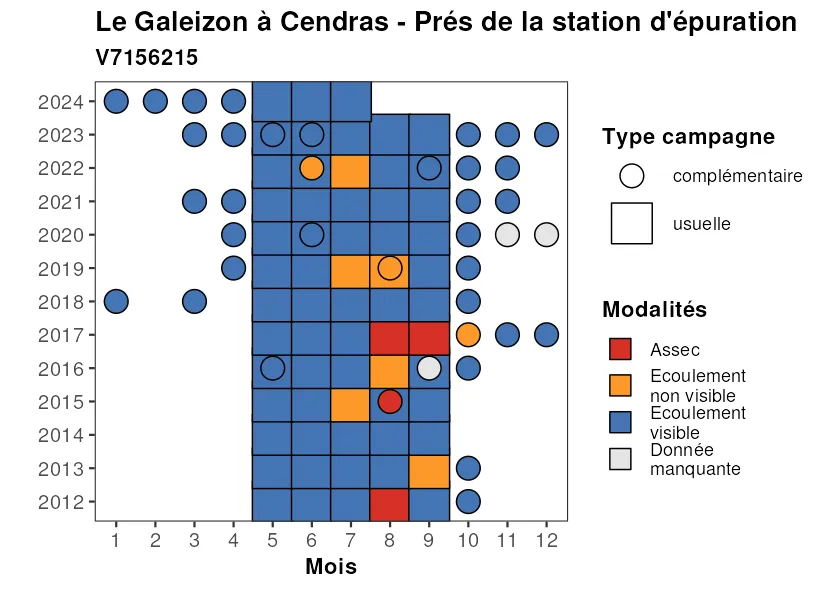 Le Galeizon à Cendras - Prés de la station d'épuration
V7156215
2024
2023
2022
2021
2020
2019
2018
2017
2016
2015
2014
2013
2012
1 2 3 4 5 6 7 8 9 10 11 12
Mois
Type campagne
complémentaire
usuelle
Modalités
Assec
Ecoulement
non visible
Ecoulement
visible
Donnée
manquante